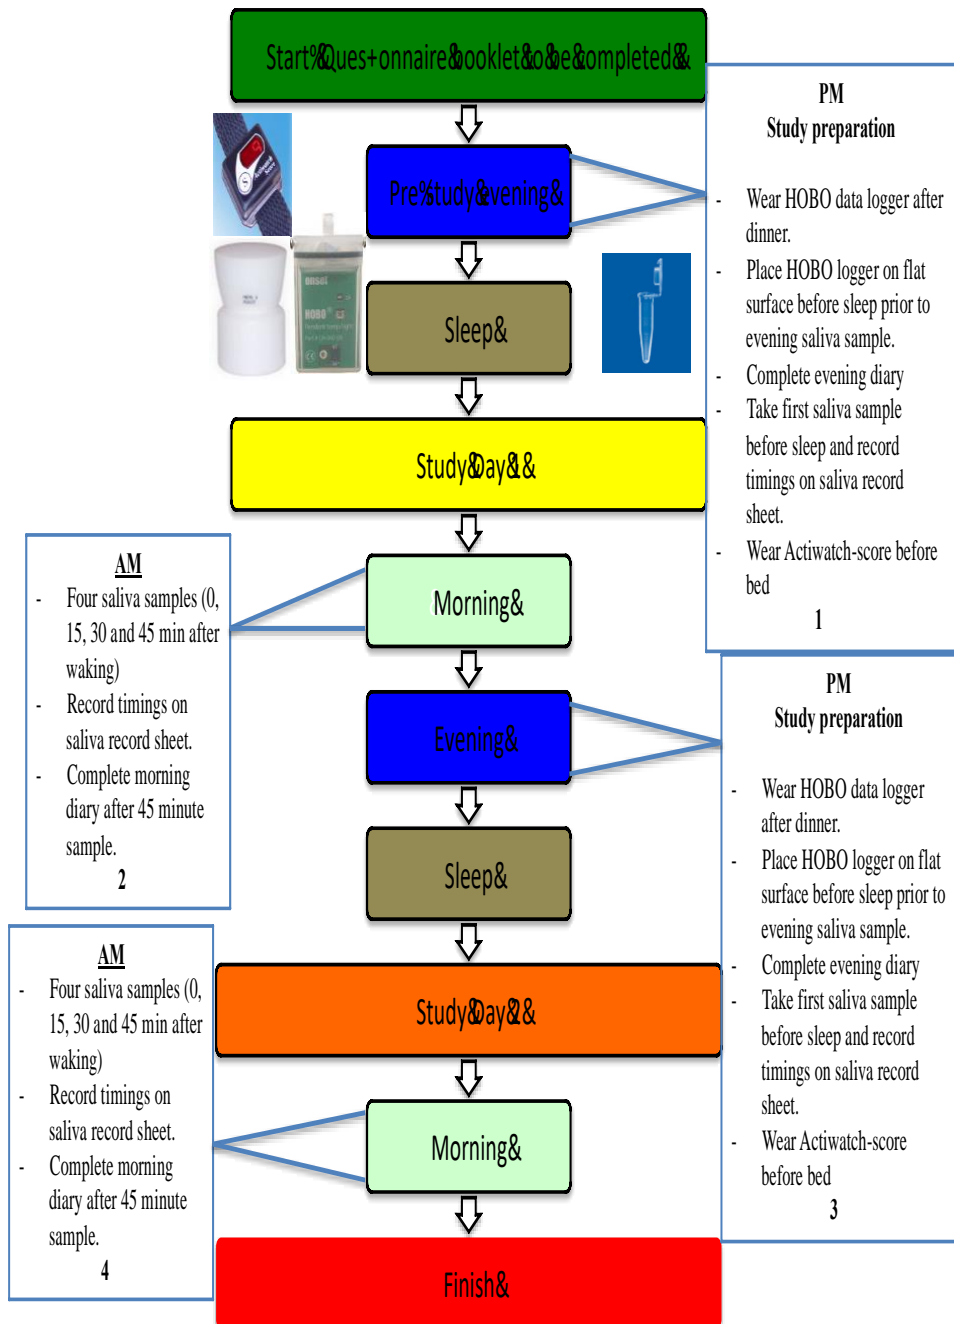 Start%&Ques+onnaire&booklet&to&be&completed&&
PM
Study preparation
- Wear HOBO data logger after
dinner.
- Place HOBO logger on flat
surface before sleep prior to
evening saliva sample.
- Complete evening diary
- Take first saliva sample
before sleep and record
timings on saliva record
sheet.
- Wear Actiwatch-score before
bed
1
Pre%study&evening&
onset
HOBO
Sleep&
Study&Day&1&
AM
- Four saliva samples (0,
15, 30 and 45 min after
waking)
- Record timings on
saliva record sheet.
- Complete morning
diary after 45 minute
sample.
2
Morning&
Evening&
PM
Study preparation
- Wear HOBO data logger
after dinner.
- Place HOBO logger on flat
surface before sleep prior to
evening saliva sample.
- Complete evening diary
- Take first saliva sample
before sleep and record
timings on saliva record
sheet.
- Wear Actiwatch-score
before bed
3
Sleep&
Study&Day&2&
AM
- Four saliva samples (0,
15, 30 and 45 min after
waking)
- Record timings on
saliva record sheet.
- Complete morning
diary after 45 minute
sample.
4
Morning&
Finish&